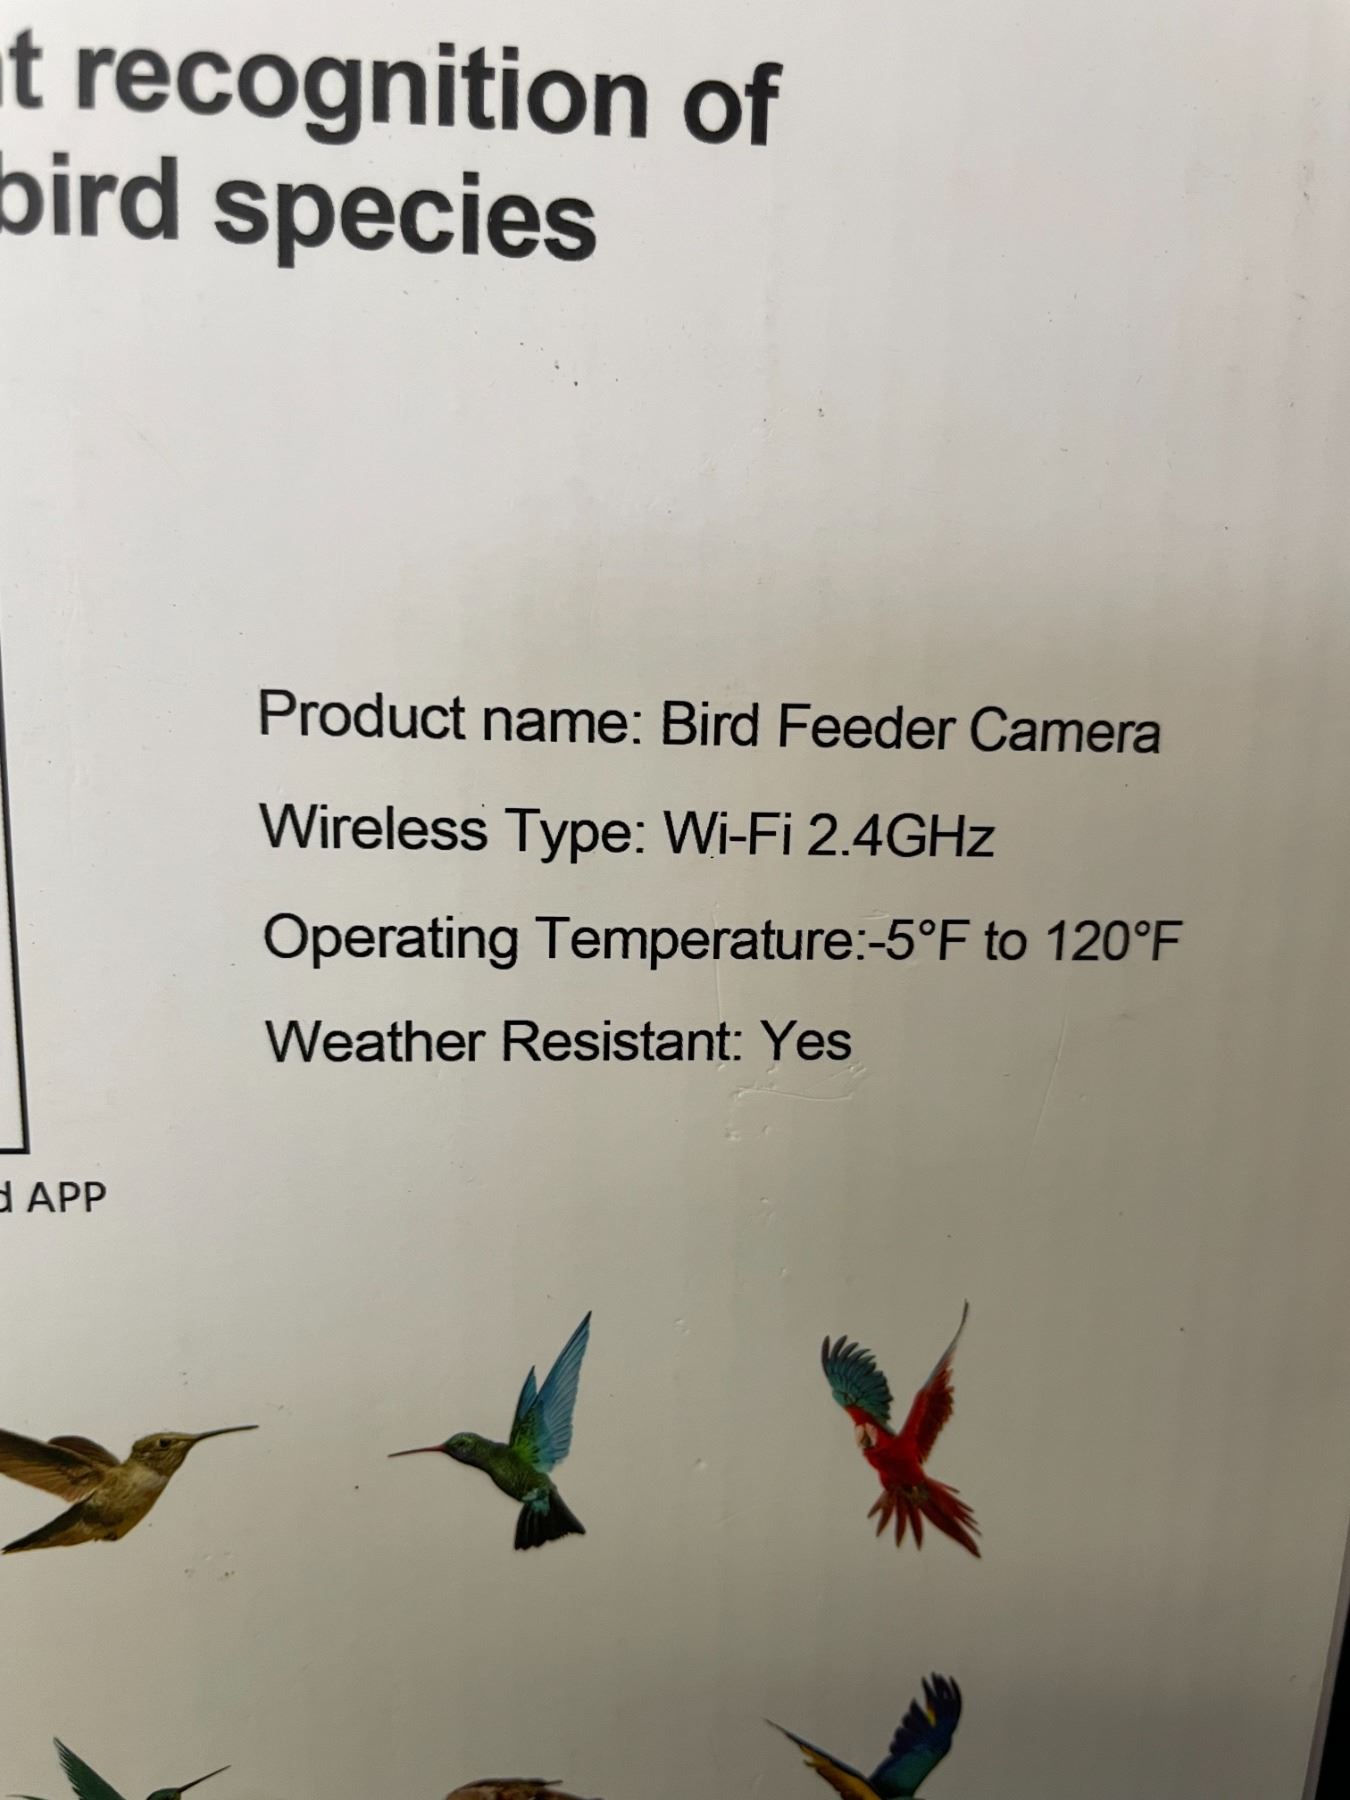 t recognition of
bird species
Product name: Bird Feeder Camera
Wireless Type: Wi-Fi 2.4GHz
Operating Temperature:-5°F to 120°F
Weather Resistant: Yes
d APP